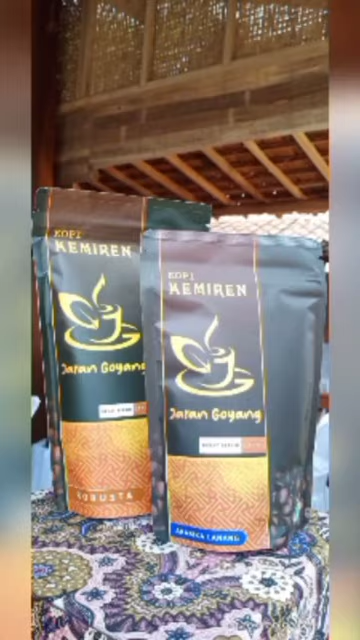 KOPI
KEMIREN
Jaran Goyang
ROBUSTA
KOPI
KEMIREN
Jaran Goyang
ARABICA LANANG